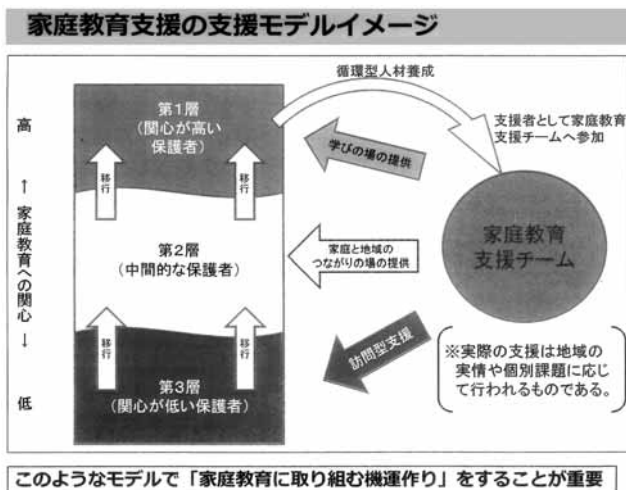 家庭教育支援の支援モデルイメージ
循環型人材養成
高
↑
家庭教育への関心
↓
低
第1層
(関心が高い
保護者)
移行
移行
第2層
(中間的な保護者)
移行
移行
第3層
(関心が低い保護者)
学びの場の提供
家庭と地域の
つながりの場の提供
訪問型支援
支援者として家庭教育
支援チームへ参加
家庭教育
支援チーム
※実際の支援は地域の
実情や個別課題に応じ
て行われるものである。
このようなモデルで「家庭教育に取り組む機運作り」をすることが重要